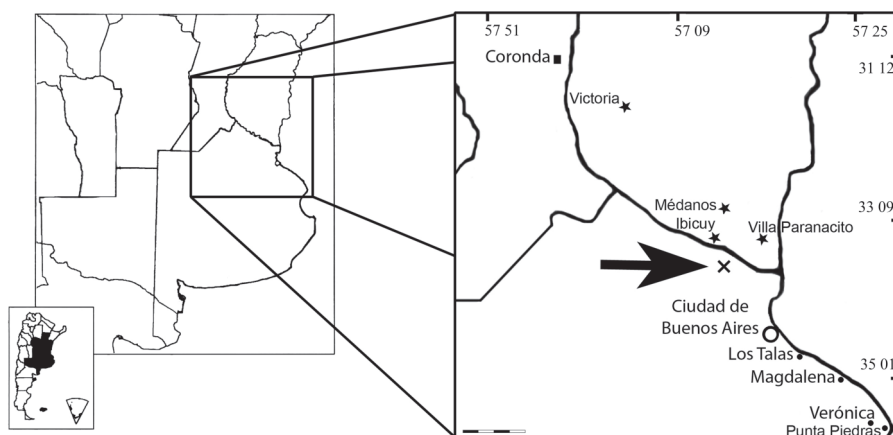 57 51
57 09
57 25
Coronda
31 12
Victoria
Médanos
Ibicuy
Villa Paranacito
33 09
Ciudad de
Buenos Aires
Los Talas
Magdalena
35 01
Verónica
Punta Piedras